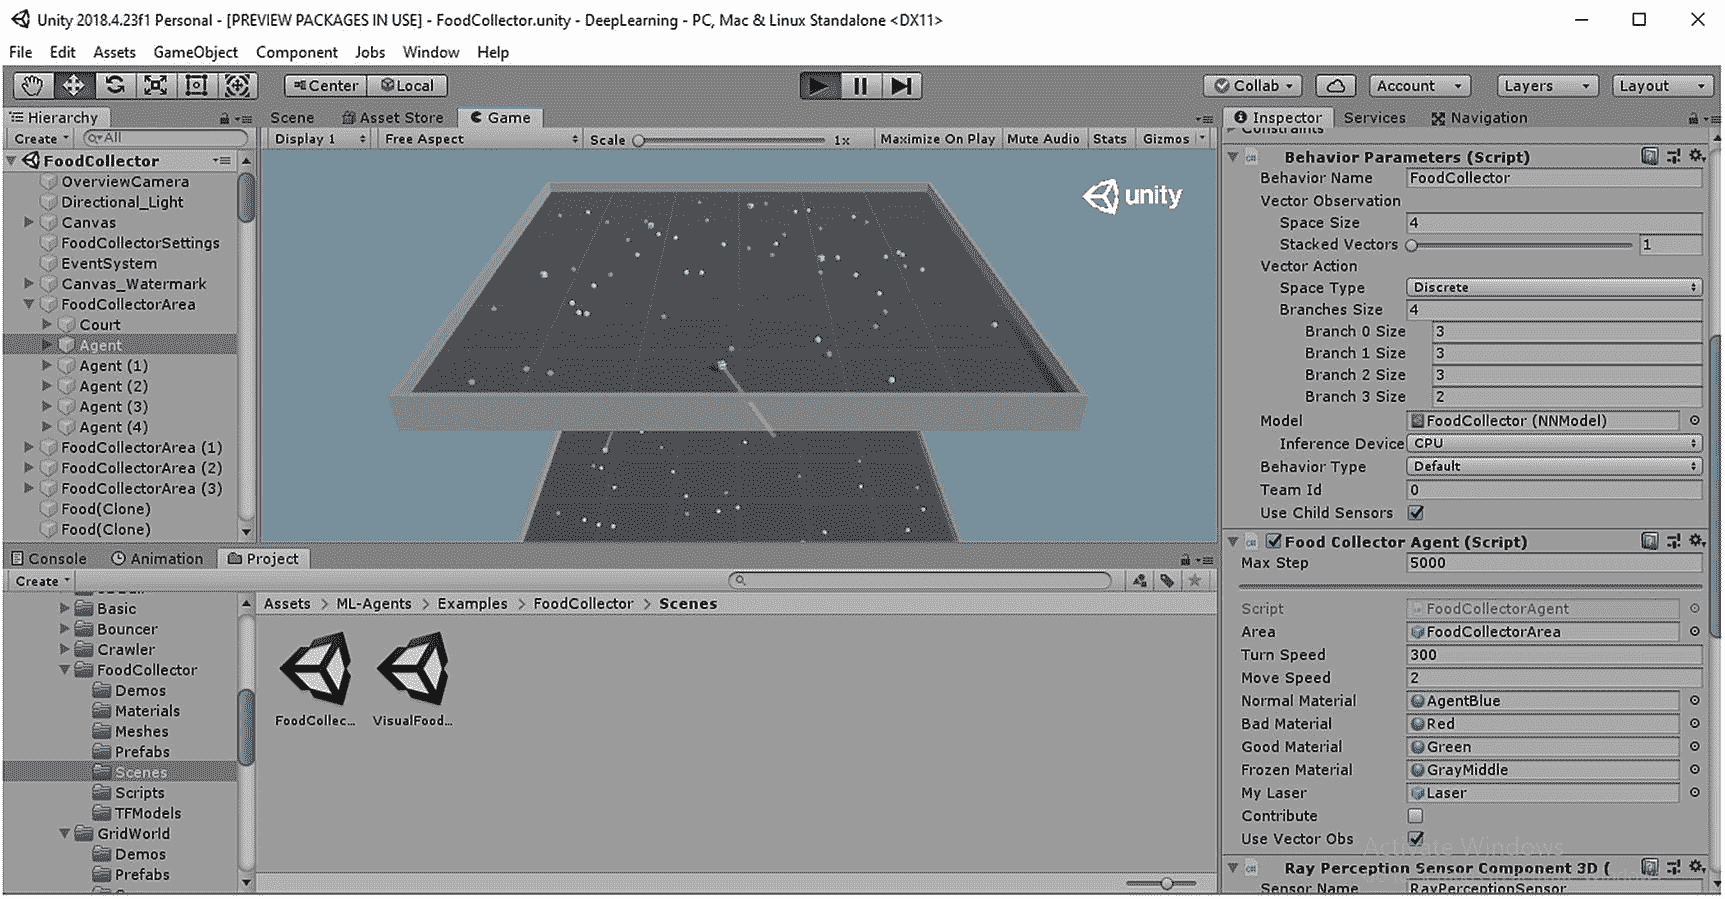 Unity 2018.4.23f1 Personal - [PREVIEW PACKAGES IN USE] - FoodCollector.unity - DeepLearning - PC, Mac & Linux Standalone <DX11>
File Edit Assets GameObject Component Jobs Window Help
Center Local Collab Account Layers Layout
Hierarchy
Create All
FoodCollector
OverviewCamera
Directional_Light
Canvas
FoodCollectorSettings
EventSystem
Canvas_Watermark
FoodCollectorArea
Court
Agent
Agent (1)
Agent (2)
Agent (3)
Agent (4)
FoodCollectorArea (1)
FoodCollectorArea (2)
FoodCollectorArea (3)
Food(Clone)
Food(Clone)
Scene Asset Store Game
Display 1 Free Aspect Scale 1x Maximize On Play Mute Audio Stats Gizmos
unity
Console Animation Project
Create
Basic
Bouncer
Crawler
FoodCollector
Demos
Materials
Meshes
Prefabs
Scenes
Scripts
TFModels
GridWorld
Demos
Prefabs
Assets > ML-Agents > Examples > FoodCollector > Scenes
FoodCollec... VisualFood...
Inspector Services Navigation
Constraints
Behavior Parameters (Script)
Behavior Name FoodCollector
Vector Observation
Space Size 4
Stacked Vectors 1
Vector Action
Space Type Discrete
Branches Size 4
Branch 0 Size 3
Branch 1 Size 3
Branch 2 Size 3
Branch 3 Size 2
Model FoodCollector (NNModel)
Inference Device CPU
Behavior Type Default
Team Id 0
Use Child Sensors
Food Collector Agent (Script)
Max Step 5000
Script FoodCollectorAgent
Area FoodCollectorArea
Turn Speed 300
Move Speed 2
Normal Material AgentBlue
Bad Material Red
Good Material Green
Frozen Material GrayMiddle
My Laser Laser
Contribute
Use Vector Obs
Activate Windows
Ray Perception Sensor Component 3D (
Sensor Name RayPerceptionSensor